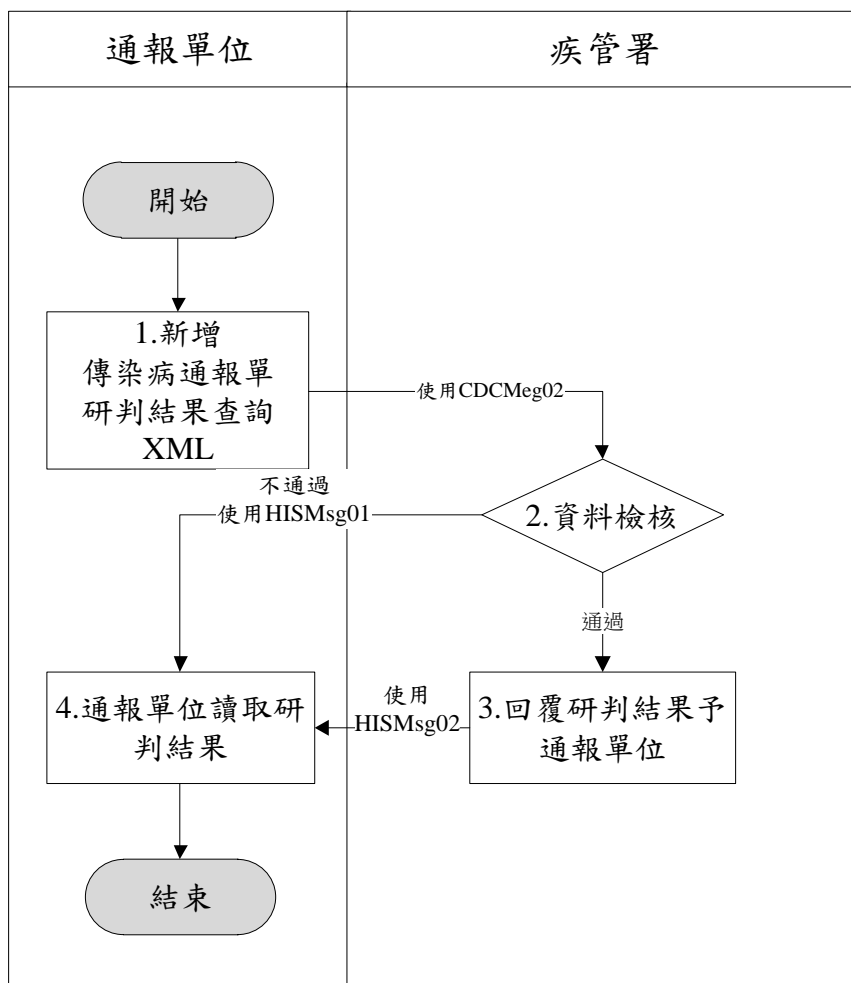 通報單位
疾管署
開始
1.新增
傳染病通報單
研判結果查詢
XML
使用CDCMeg02
不通過
使用HISMsg01
2.資料檢核
通過
4.通報單位讀取研
判結果
使用
HISMsg02
3.回覆研判結果予
通報單位
結束